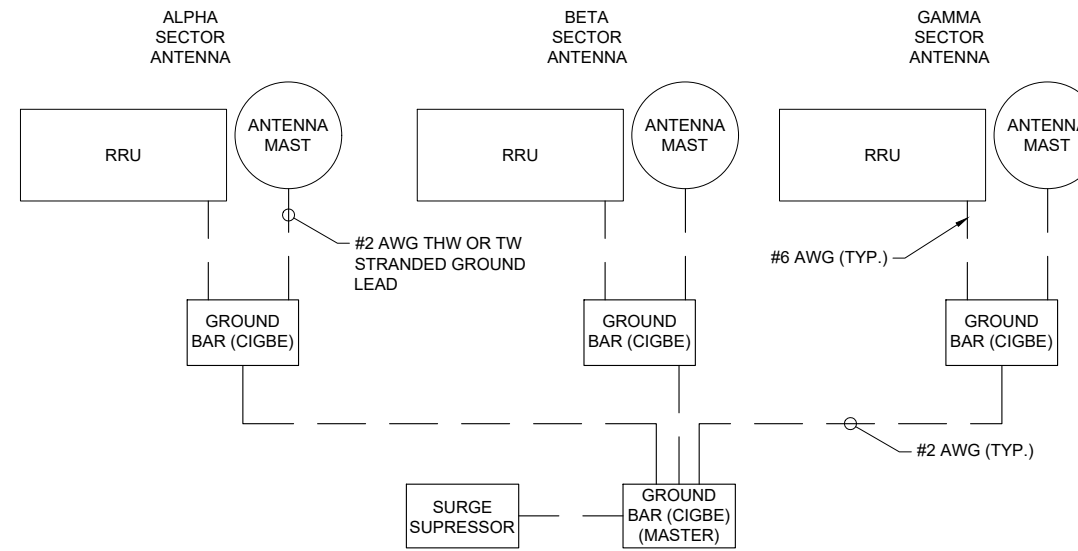 ALPHA
SECTOR
ANTENNA
BETA
SECTOR
ANTENNA
GAMMA
SECTOR
ANTENNA
RRU
ANTENNA
MAST
RRU
ANTENNA
MAST
RRU
ANTENNA
MAST
#2 AWG THW OR TW
STRANDED GROUND
LEAD
#6 AWG (TYP.)
GROUND
BAR (CIGBE)
GROUND
BAR (CIGBE)
GROUND
BAR (CIGBE)
#2 AWG (TYP.)
SURGE
SUPRESSOR
GROUND
BAR (CIGBE)
(MASTER)